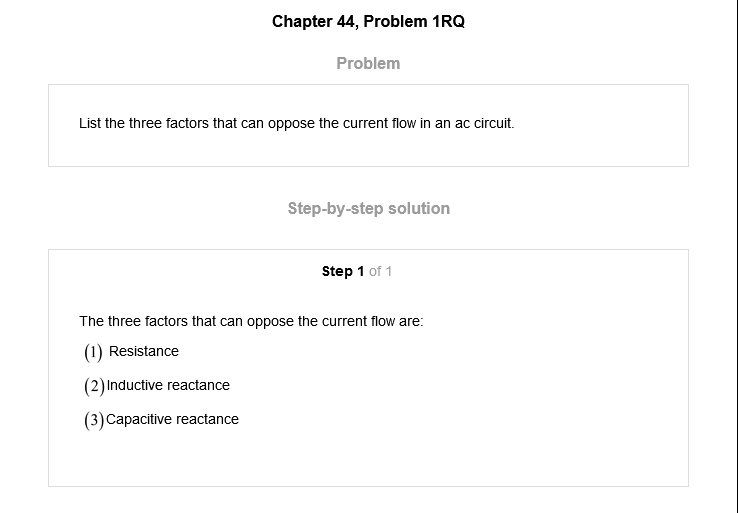 Chapter 44, Problem 1RQ
Problem
List the three factors that can oppose the current flow in an ac circuit.
Step-by-step solution
Step 1 of 1
The three factors that can oppose the current flow are:
(1) Resistance
(2)Inductive reactance
(3)Capacitive reactance